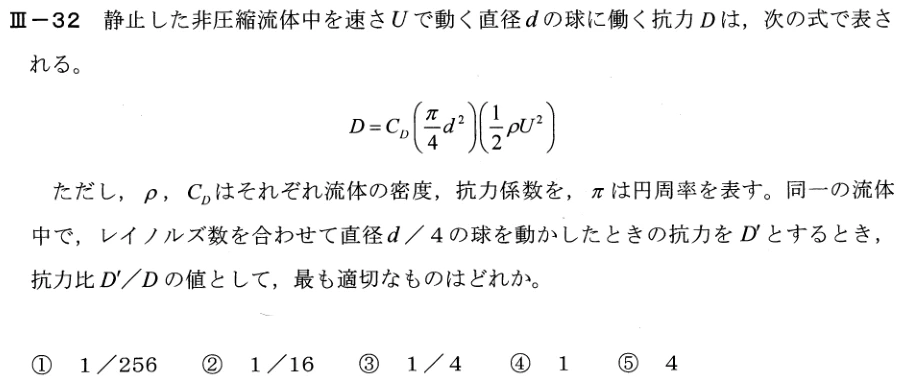 Ⅲ－32　静止した非圧縮流体中を速さUで動く直径dの球に働く抗力Dは，次の式で表さ
れる。
D=C_D(π/4 d²)(1/2 ρU²)
ただし，ρ，C_Dはそれぞれ流体の密度，抗力係数を，πは円周率を表す。同一の流体
中で，レイノルズ数を合わせて直径d／4の球を動かしたときの抗力をD′とするとき，
抗力比D′／Dの値として，最も適切なものはどれか。
①　1／256　②　1／16　③　1／4　④　1　⑤　4